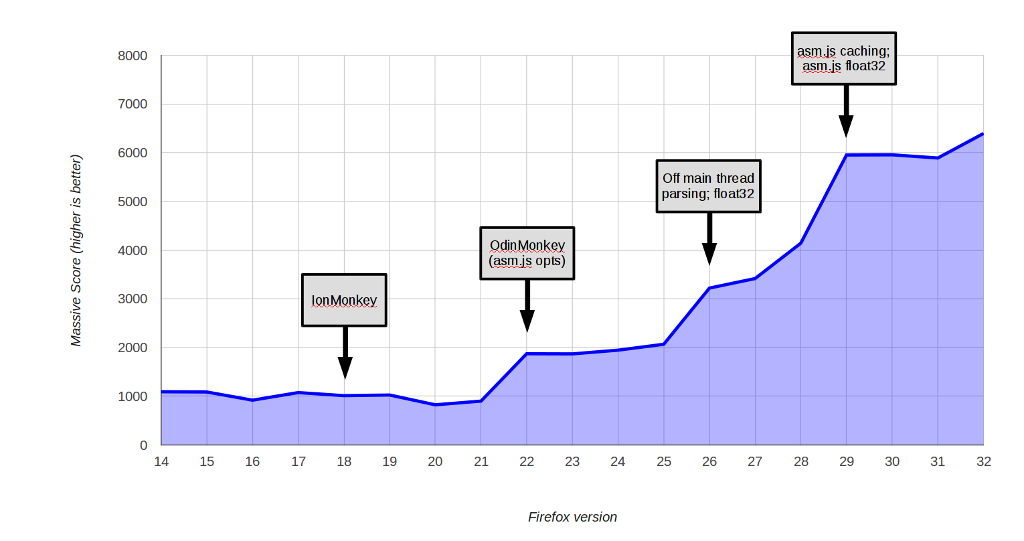 asm.js caching;
asm.js float32
8000
7000
6000
5000
4000
3000
2000
1000
0
Massive Score (higher is better)
Off main thread
parsing; float32
OdinMonkey
(asm.js opts)
IonMonkey
14 15 16 17 18 19 20 21 22 23 24 25 26 27 28 29 30 31 32
Firefox version